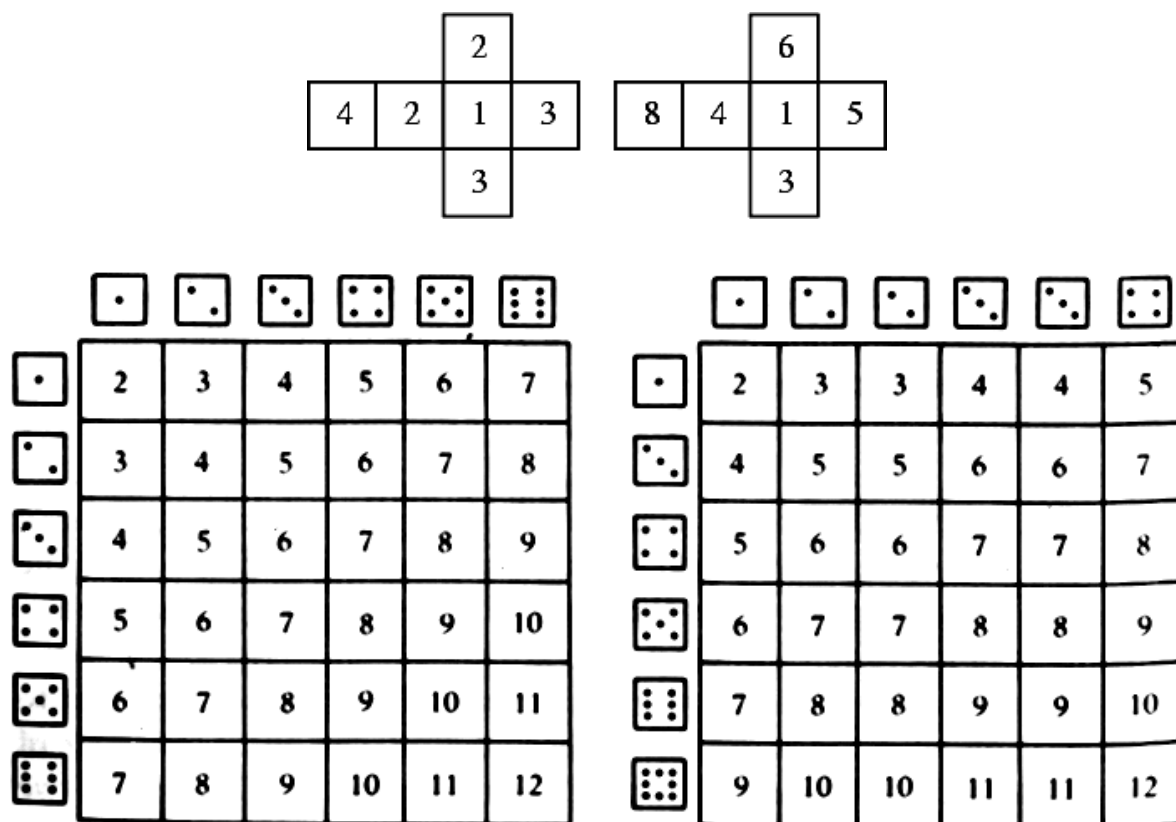 2 6
4 2 1 3 8 4 1 5
3 3
2 3 4 5 6 7 2 3 3 4 4 5
3 4 5 6 7 8 4 5 5 6 6 7
4 5 6 7 8 9 5 6 6 7 7 8
5 6 7 8 9 10 6 7 7 8 8 9
6 7 8 9 10 11 7 8 8 9 9 10
7 8 9 10 11 12 9 10 10 11 11 12